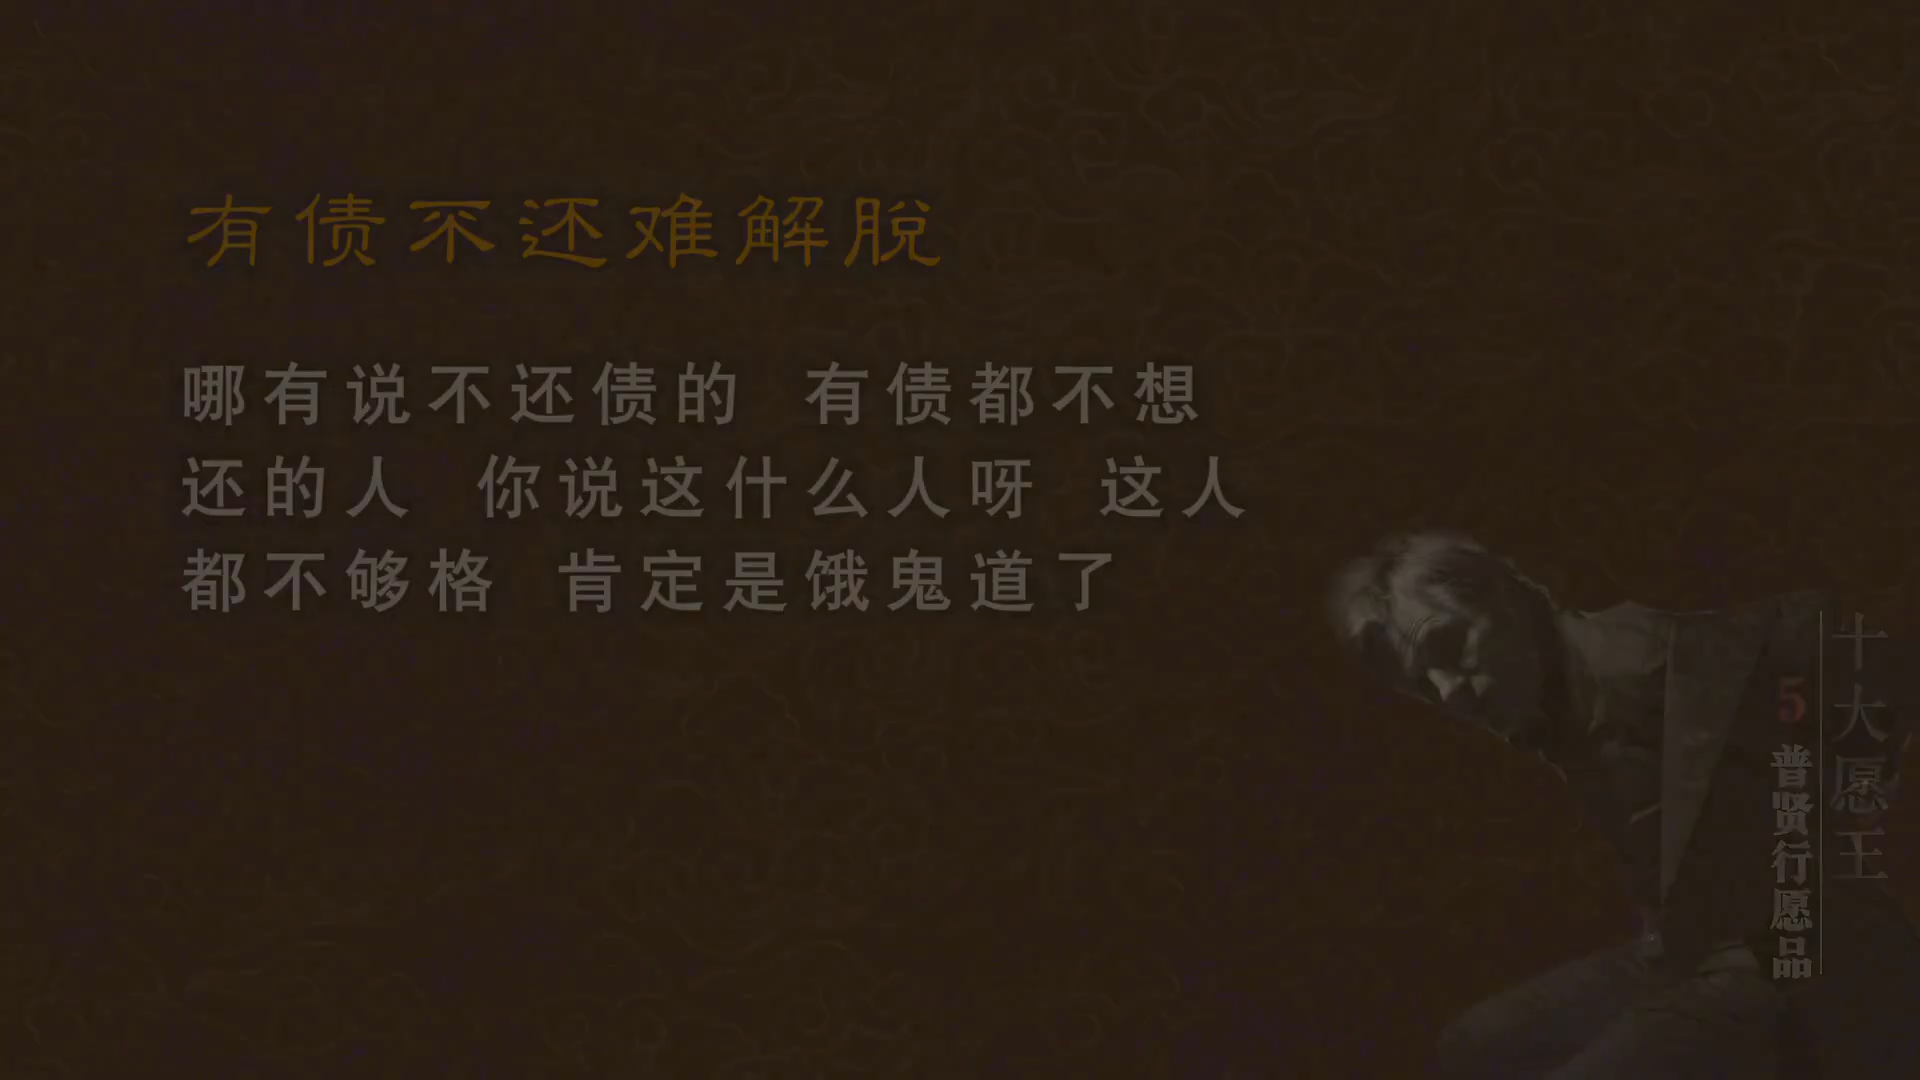 有债不还难解脱
哪有说不还债的 有债都不想
还的人 你说这什么人呀 这人
都不够格 肯定是饿鬼道了
十大愿王
5 普贤行愿品